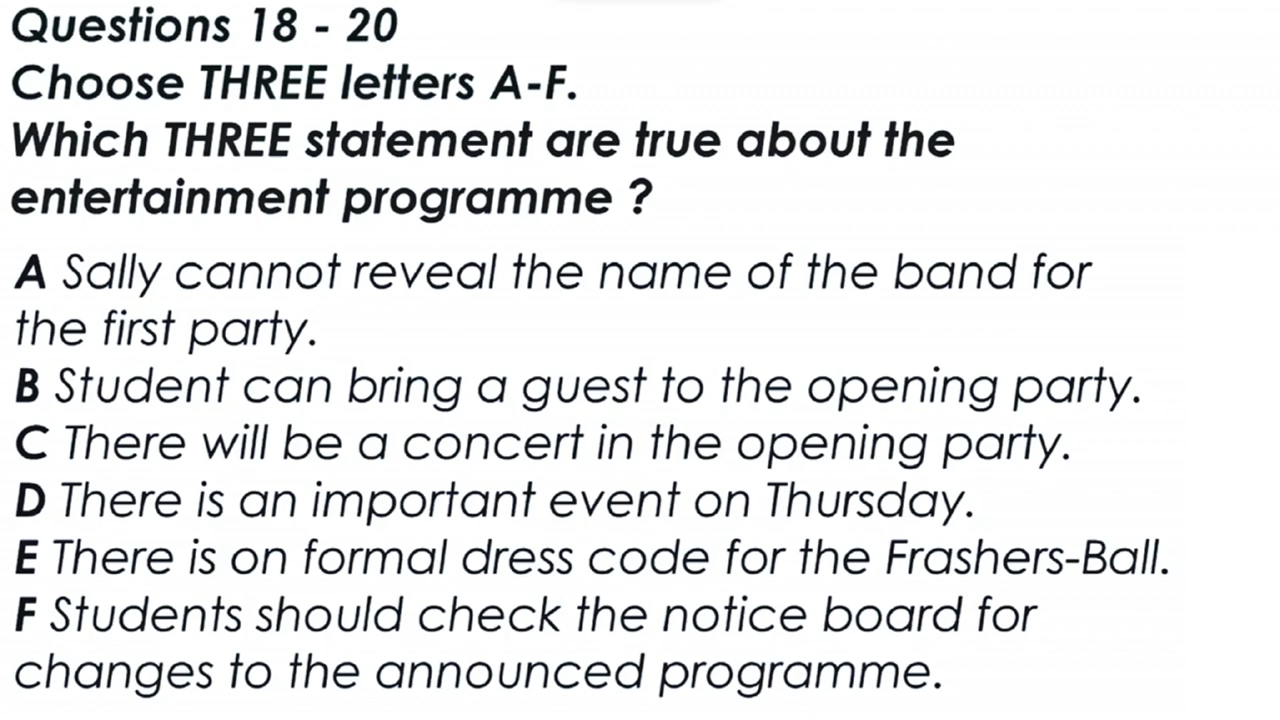 Questions 18 - 20
Choose THREE letters A-F.
Which THREE statement are true about the
entertainment programme ?
A Sally cannot reveal the name of the band for
the first party.
B Student can bring a guest to the opening party.
C There will be a concert in the opening party.
D There is an important event on Thursday.
E There is on formal dress code for the Frashers-Ball.
F Students should check the notice board for
changes to the announced programme.